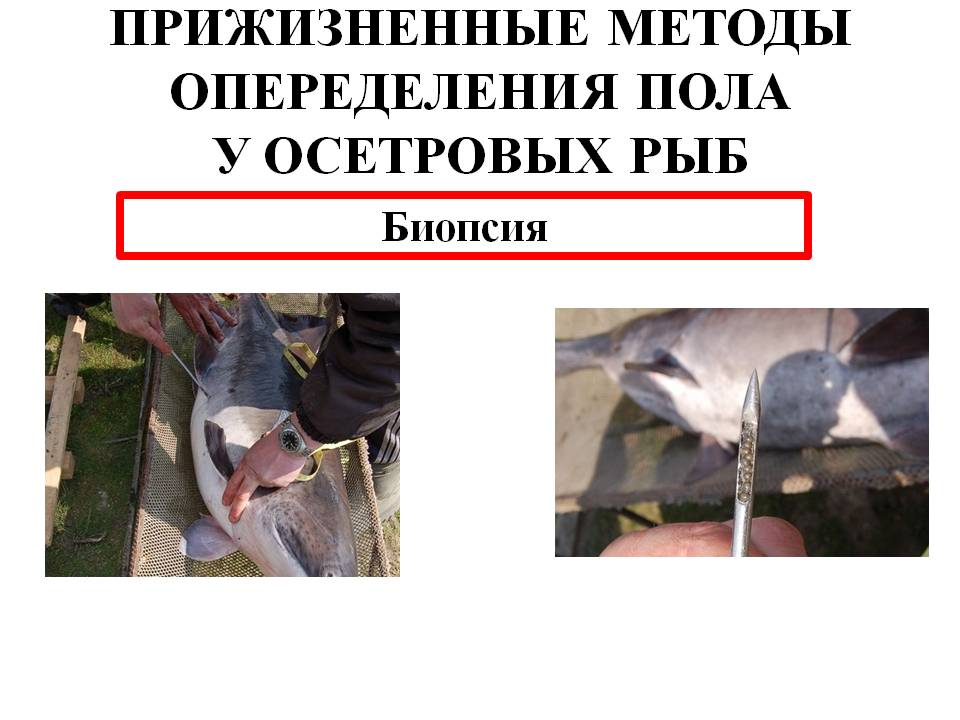 ПРИЖИЗНЕННЫЕ МЕТОДЫ
ОПЕРЕДЕЛЕНИЯ ПОЛА
У ОСЕТРОВЫХ РЫБ
Биопсия